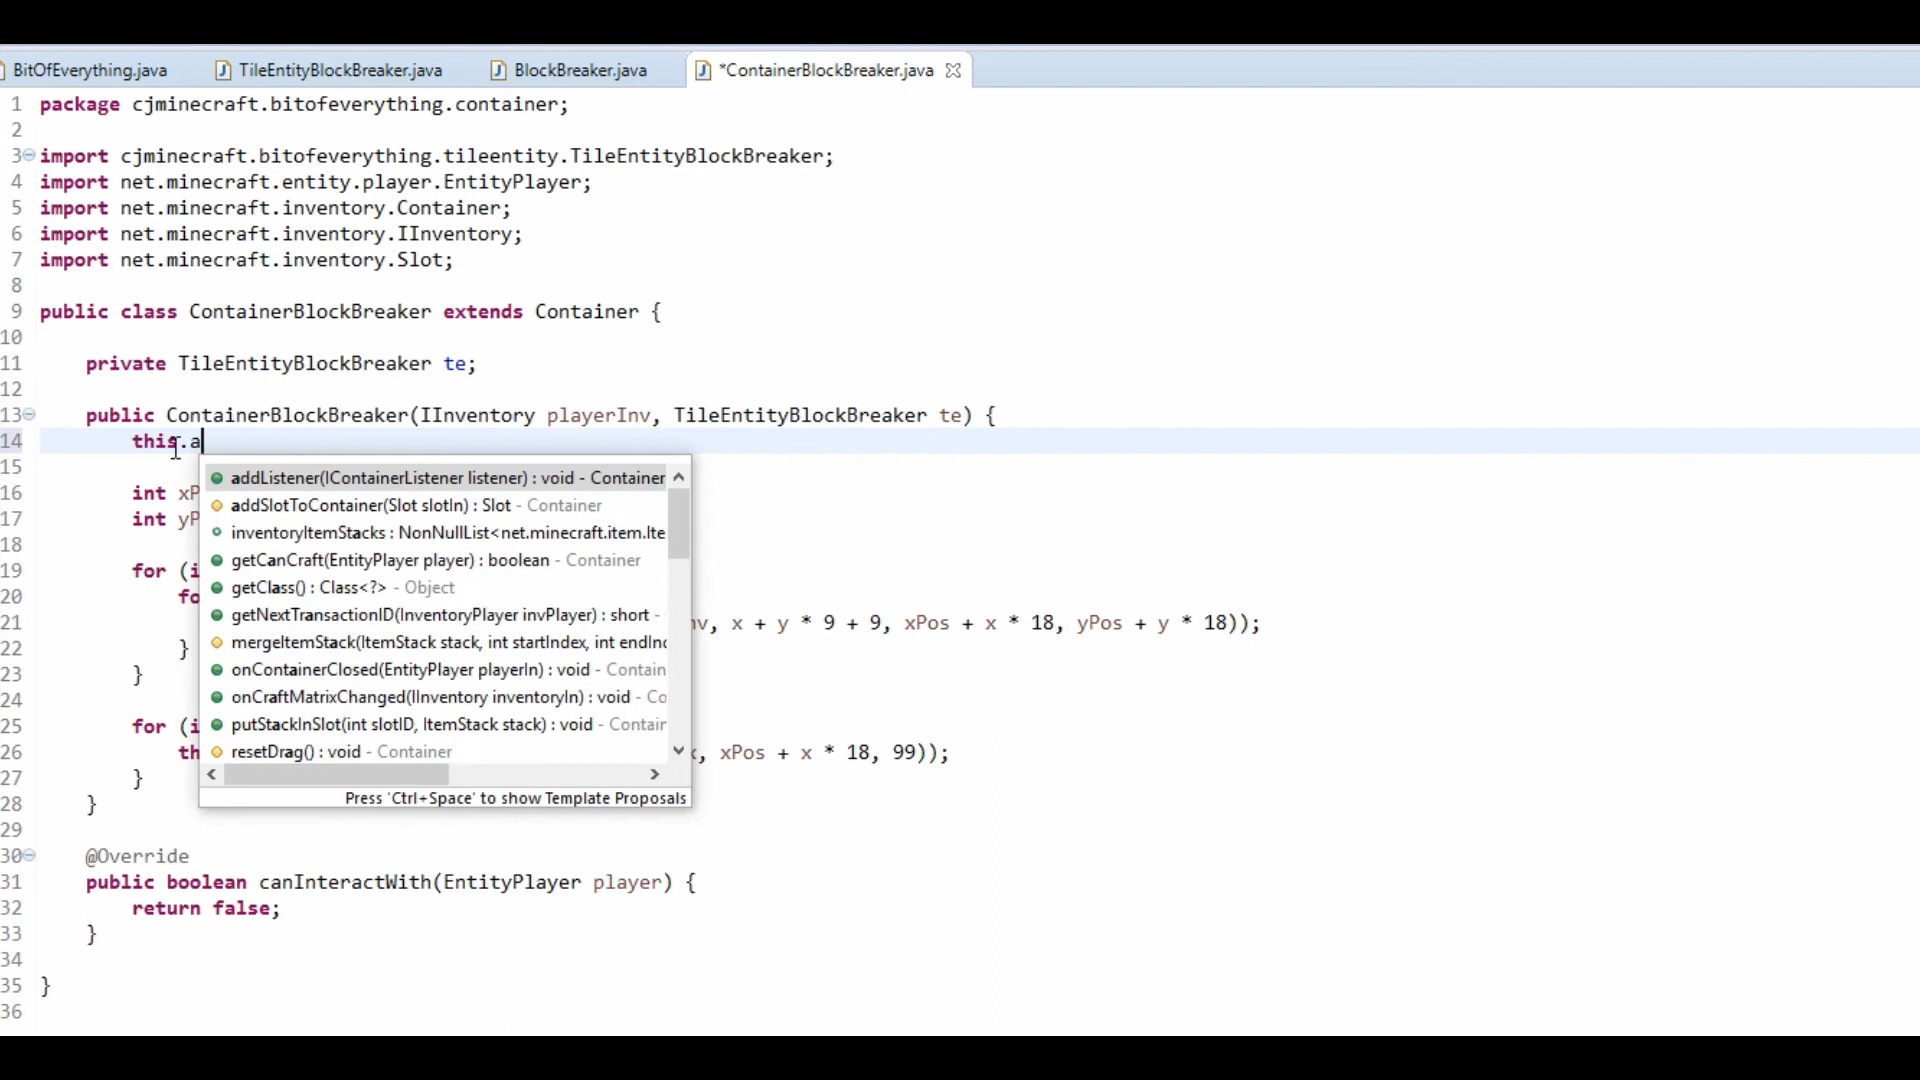 BitOfEverything.java TileEntityBlockBreaker.java BlockBreaker.java *ContainerBlockBreaker.java
1 package cjminecraft.bitofeverything.container;
2
3 import cjminecraft.bitofeverything.tileentity.TileEntityBlockBreaker;
4 import net.minecraft.entity.player.EntityPlayer;
5 import net.minecraft.inventory.Container;
6 import net.minecraft.inventory.IInventory;
7 import net.minecraft.inventory.Slot;
8
9 public class ContainerBlockBreaker extends Container {
10
11 private TileEntityBlockBreaker te;
12
13 public ContainerBlockBreaker(IInventory playerInv, TileEntityBlockBreaker te) {
14 this.a
15
16 int xP
17 int yP
18
19 for (i
20 fo
21 v, x + y * 9 + 9, xPos + x * 18, yPos + y * 18));
22 }
23 }
24
25 for (i
26 th , xPos + x * 18, 99));
27 }
28 }
29
30 @Override
31 public boolean canInteractWith(EntityPlayer player) {
32 return false;
33 }
34
35 }
36
addListener(IContainerListener listener) : void - Container
addSlotToContainer(Slot slotIn) : Slot - Container
inventoryItemStacks : NonNullList<net.minecraft.item.Ite
getCanCraft(EntityPlayer player) : boolean - Container
getClass() : Class<?> - Object
getNextTransactionID(InventoryPlayer invPlayer) : short -
mergeItemStack(ItemStack stack, int startIndex, int endInd
onContainerClosed(EntityPlayer playerIn) : void - Contain
onCraftMatrixChanged(IInventory inventoryIn) : void - Co
putStackInSlot(int slotID, ItemStack stack) : void - Contair
resetDrag() : void - Container
Press 'Ctrl+Space' to show Template Proposals